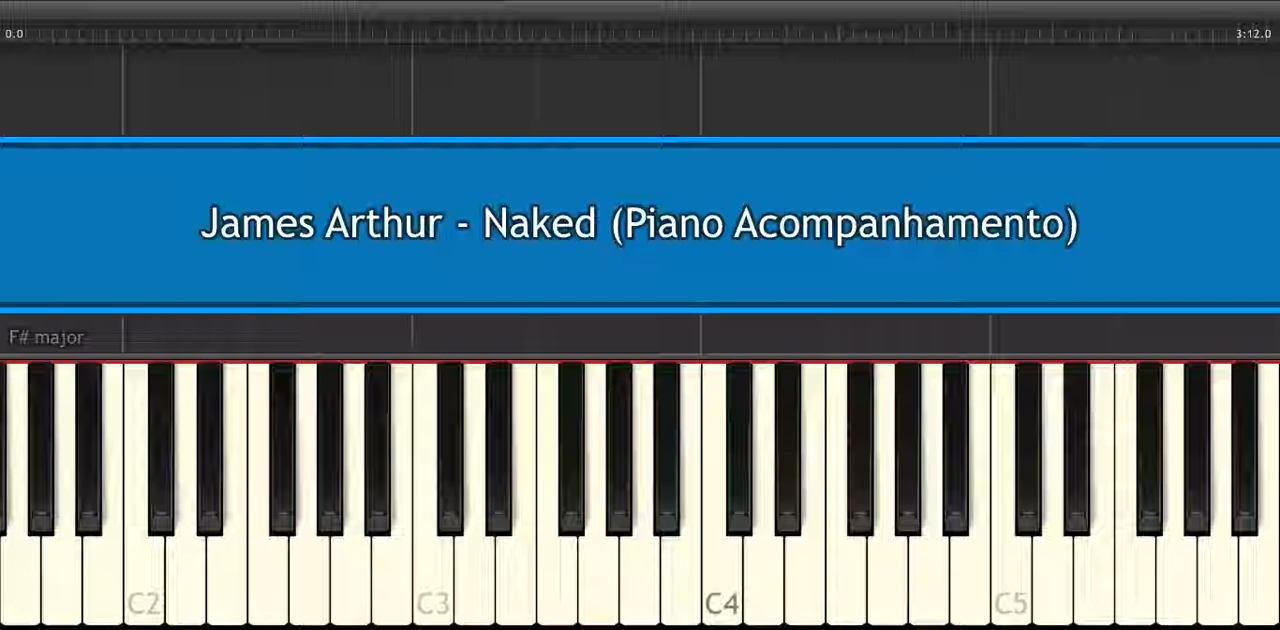 0.0
3:12.0
James Arthur - Naked (Piano Acompanhamento)
F# major
C2
C3
C4
C5